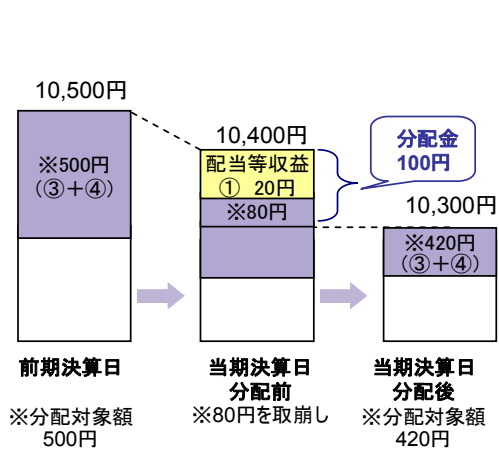 10,500円
※500円
(③+④)
前期決算日
※分配対象額
500円
10,400円
配当等収益
① 20円
※80円
当期決算日
分配前
※80円を取崩し
分配金
100円
10,300円
※420円
(③+④)
当期決算日
分配後
※分配対象額
420円